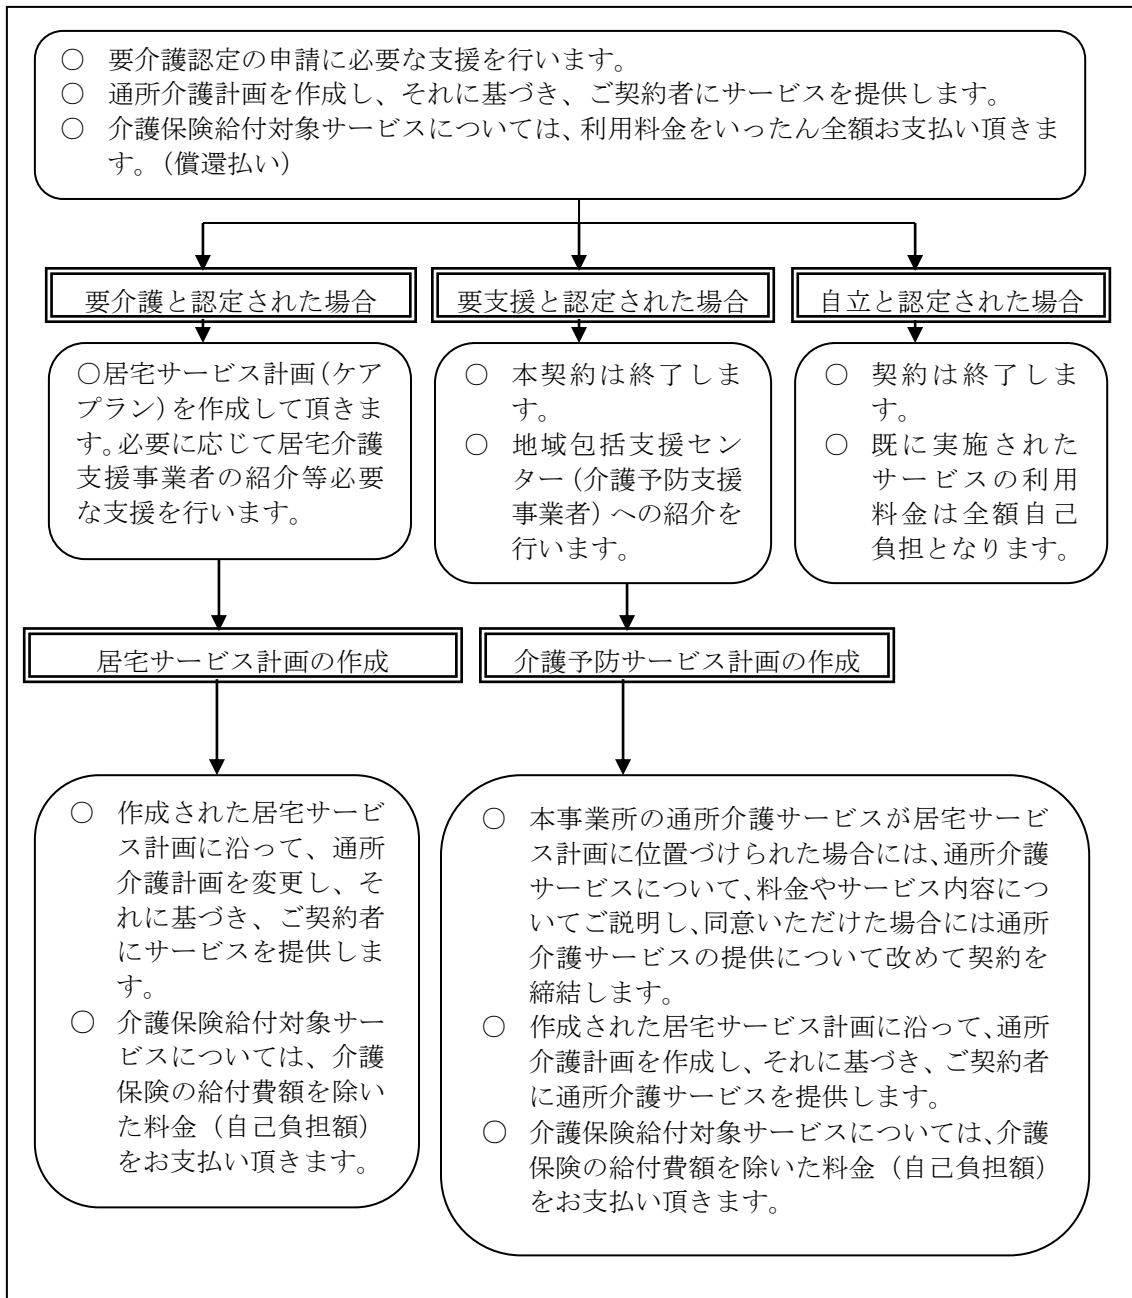 ○ 要介護認定の申請に必要な支援を行います。
○ 通所介護計画を作成し、それに基づき、ご契約者にサービスを提供します。
○ 介護保険給付対象サービスについては、利用料金をいったん全額お支払い頂きま
す。（償還払い）
要介護と認定された場合
要支援と認定された場合
自立と認定された場合
○居宅サービス計画（ケア
プラン）を作成して頂きま
す。必要に応じて居宅介護
支援事業者の紹介等必要
な支援を行います。
○ 本契約は終了しま
す。
○ 地域包括支援セン
ター（介護予防支援
事業者）への紹介を
行います。
○ 契約は終了しま
す。
○ 既に実施された
サービスの利用
料金は全額自己
負担となります。
居宅サービス計画の作成
介護予防サービス計画の作成
○ 作成された居宅サービ
ス計画に沿って、通所
介護計画を変更し、そ
れに基づき、ご契約者
にサービスを提供しま
す。
○ 介護保険給付対象サー
ビスについては、介護
保険の給付費額を除い
た料金（自己負担額）
をお支払い頂きます。
○ 本事業所の通所介護サービスが居宅サービ
ス計画に位置づけられた場合には、通所介護
サービスについて、料金やサービス内容につ
いてご説明し、同意いただけた場合には通所
介護サービスの提供について改めて契約を
締結します。
○ 作成された居宅サービス計画に沿って、通所
介護計画を作成し、それに基づき、ご契約者
に通所介護サービスを提供します。
○ 介護保険給付対象サービスについては、介護
保険の給付費額を除いた料金（自己負担額）
をお支払い頂きます。